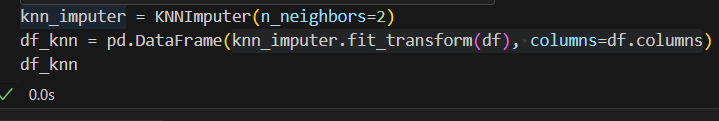 knn_imputer = KNNImputer(n_neighbors=2)
df_knn = pd.DataFrame(knn_imputer.fit_transform(df), columns=df.columns)
df_knn
0.0s